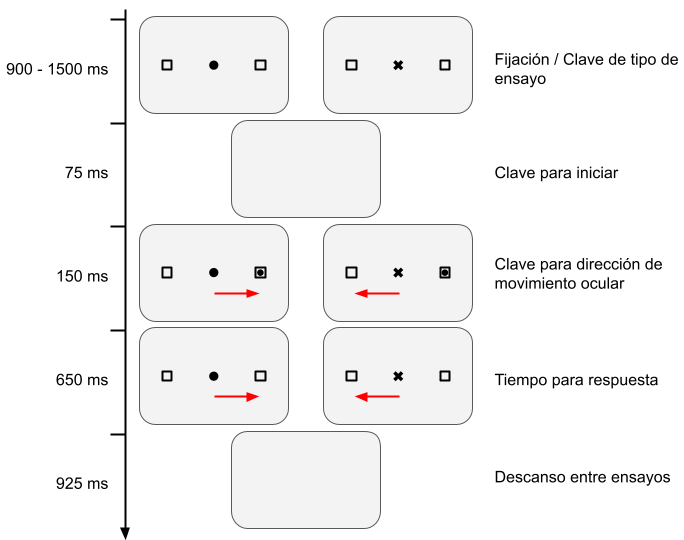 900 - 1500 ms
Fijación / Clave de tipo de
ensayo
75 ms
Clave para iniciar
150 ms
Clave para dirección de
movimiento ocular
650 ms
Tiempo para respuesta
925 ms
Descanso entre ensayos